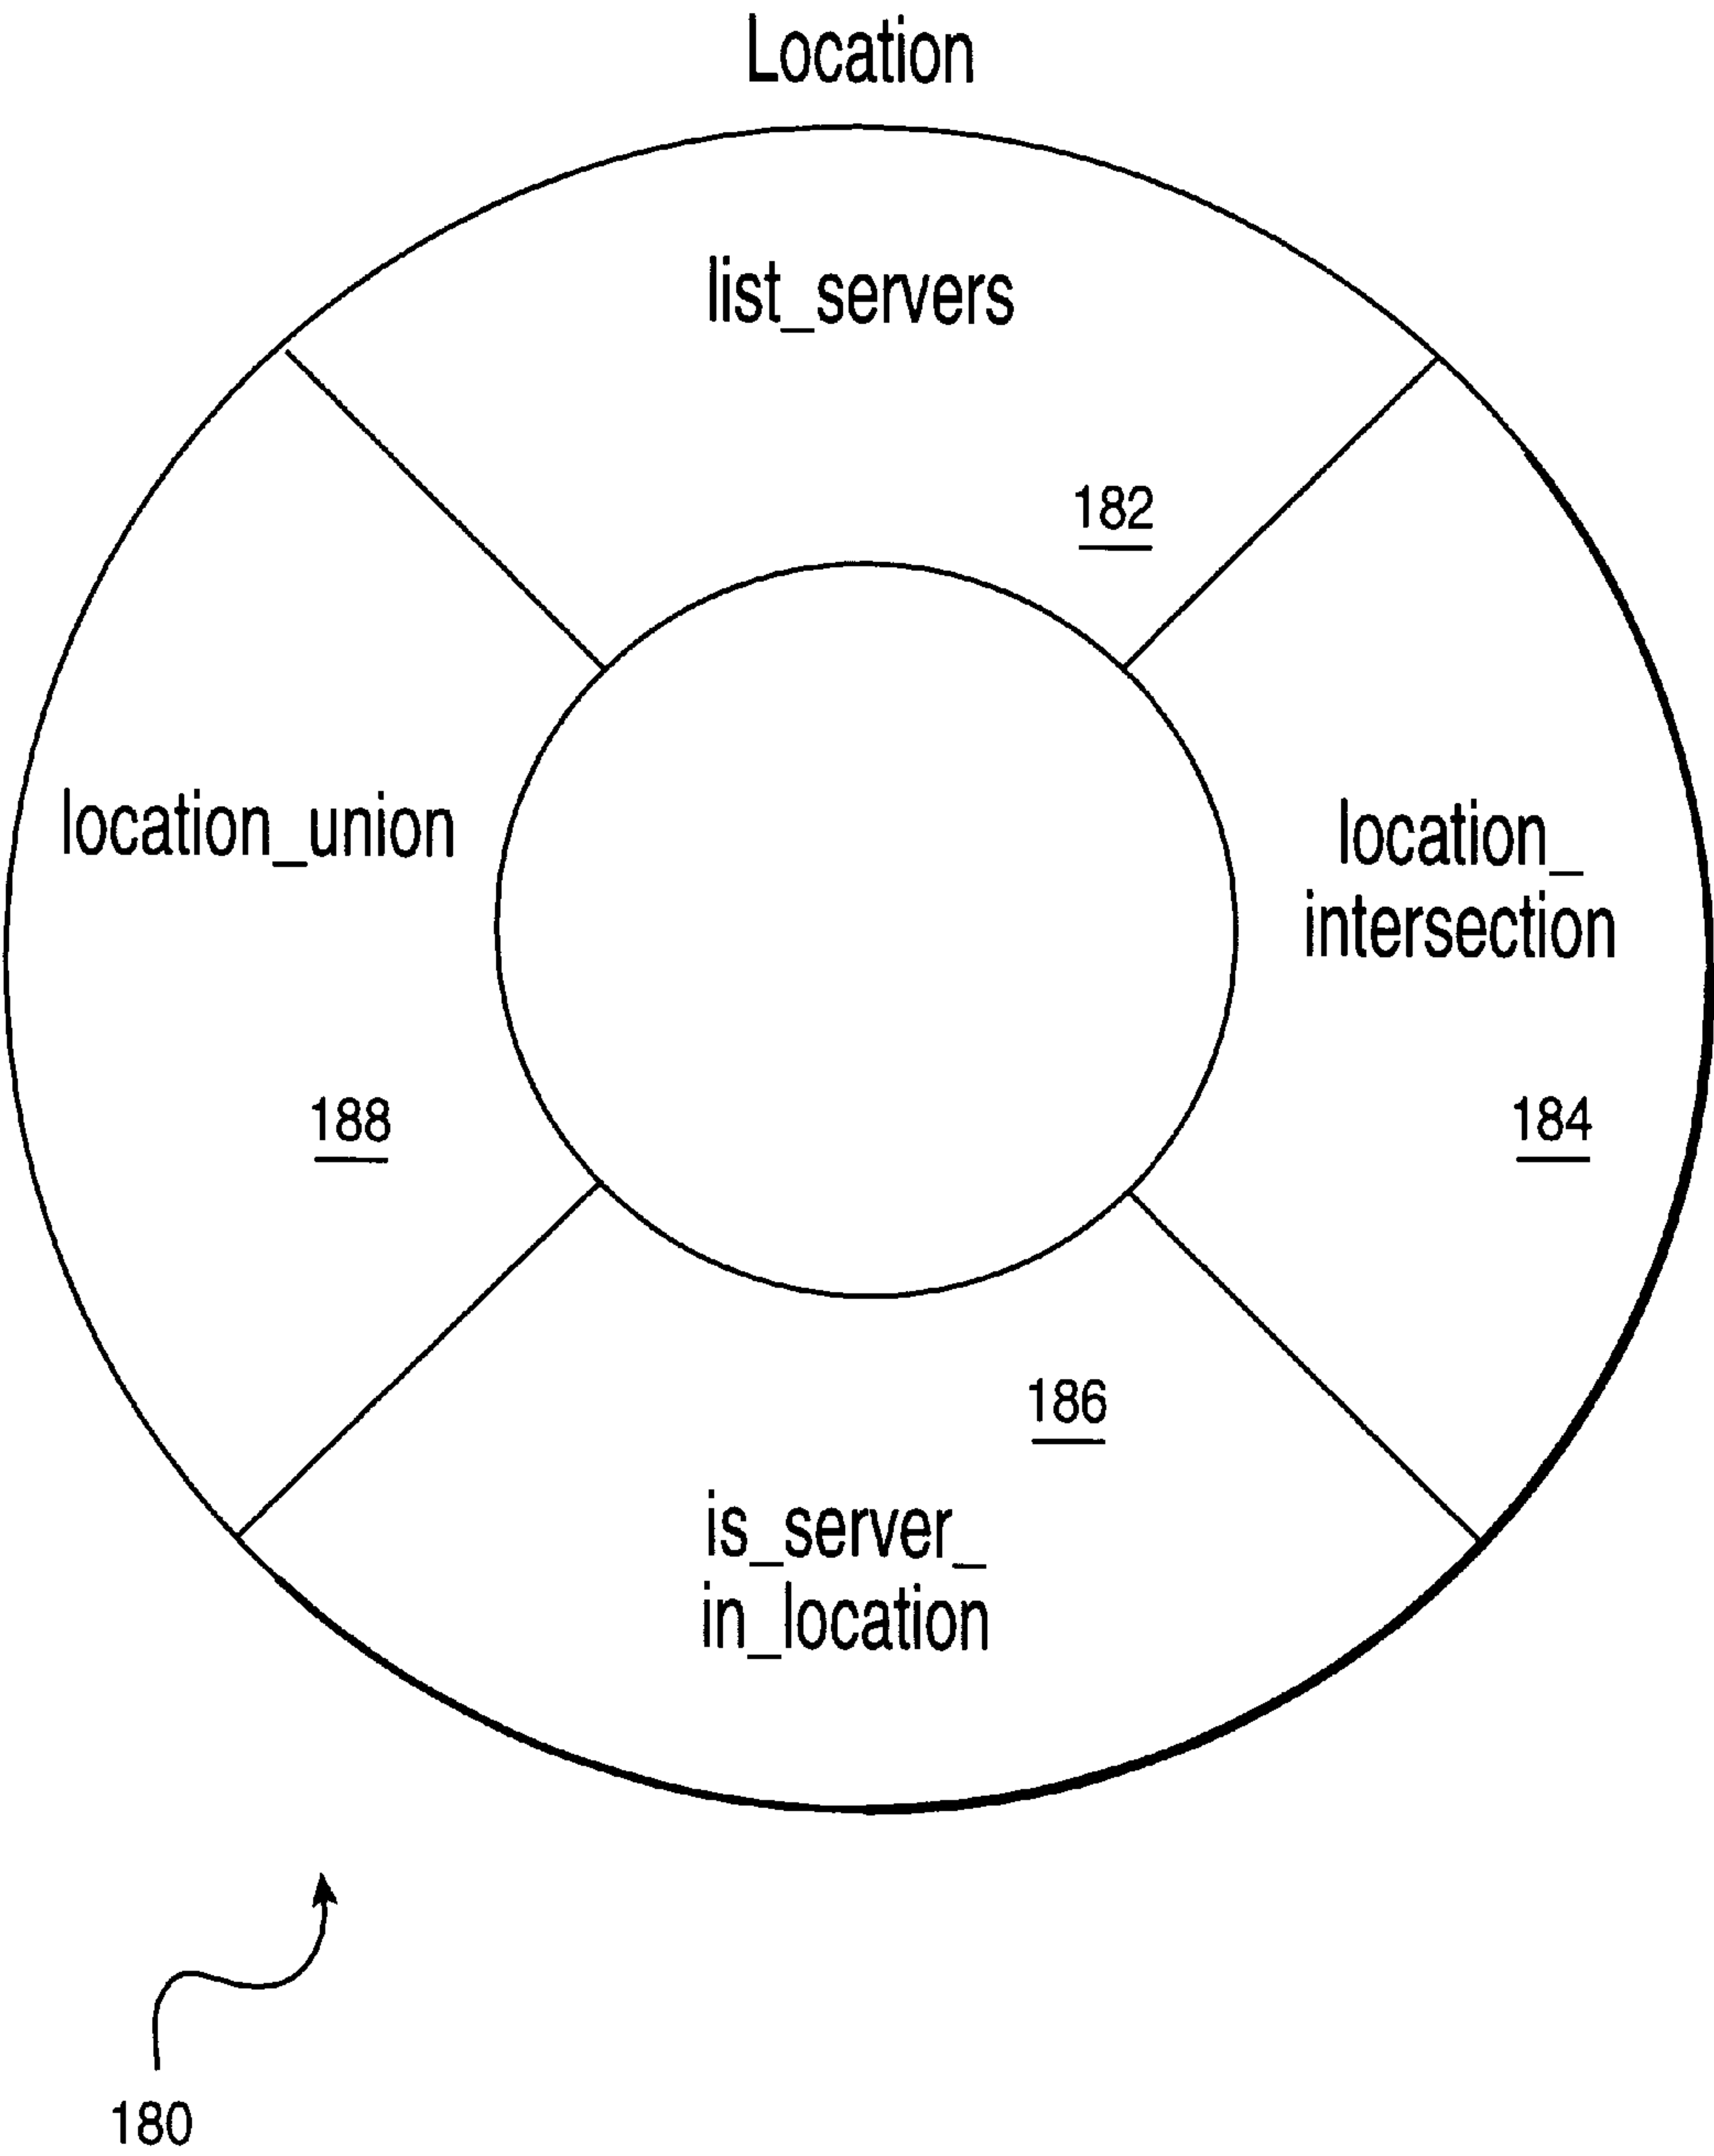 Location
list_servers
182
location_union
188
location_
intersection
184
186
is_server_
in_location
180